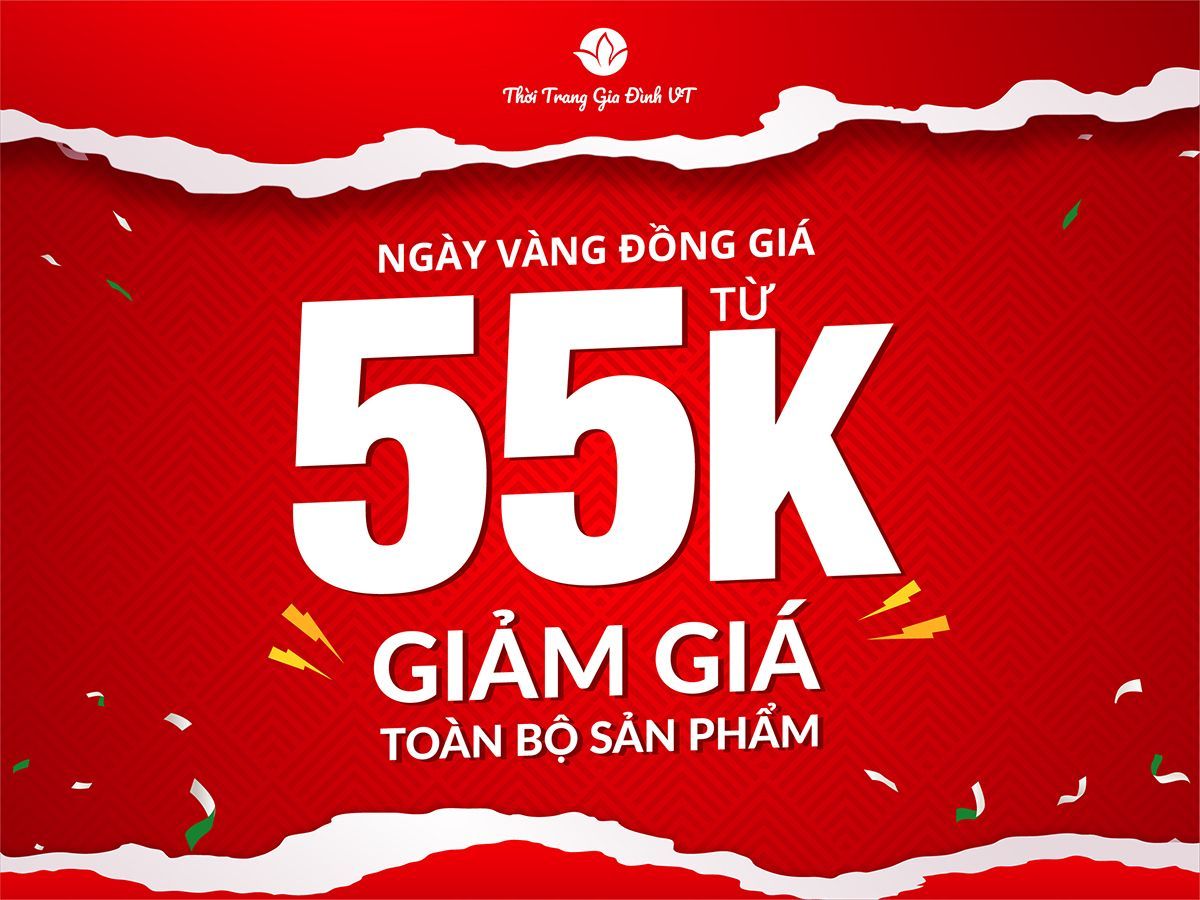 Thời Trang Gia Đình VT
NGÀY VÀNG ĐỒNG GIÁ
TỪ
55K
GIẢM GIÁ
TOÀN BỘ SẢN PHẨM